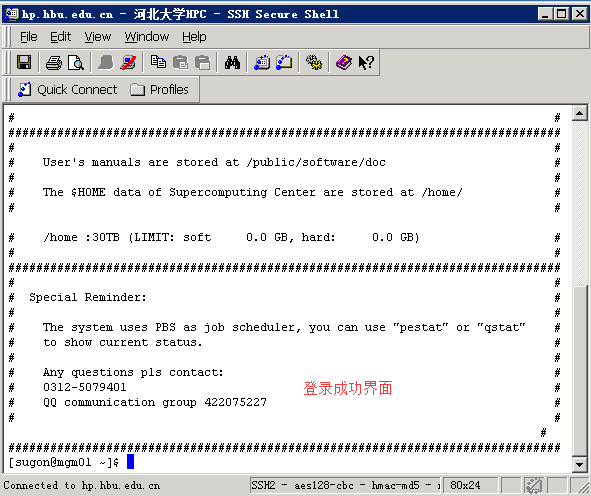 hp.hbu.edu.cn - 河北大学HPC - SSH Secure Shell
File Edit View Window Help
Quick Connect Profiles
# #
###############################################################################
# #
# User's manuals are stored at /public/software/doc #
# #
# The $HOME data of Supercomputing Center are stored at /home/ #
# #
# /home :30TB (LIMIT: soft 0.0 GB, hard: 0.0 GB) #
# #
###############################################################################
# #
# Special Reminder: #
# #
# The system uses PBS as job scheduler, you can use "pestat" or "qstat" #
# to show current status. #
# #
# Any questions pls contact: #
# 0312-5079401 登录成功界面 #
# QQ communication group 422075227 #
# #
# #
###############################################################################
[sugon@mgm01 ~]$
Connected to hp.hbu.edu.cn SSH2 - aes128-cbc - hmac-md5 - 80x24